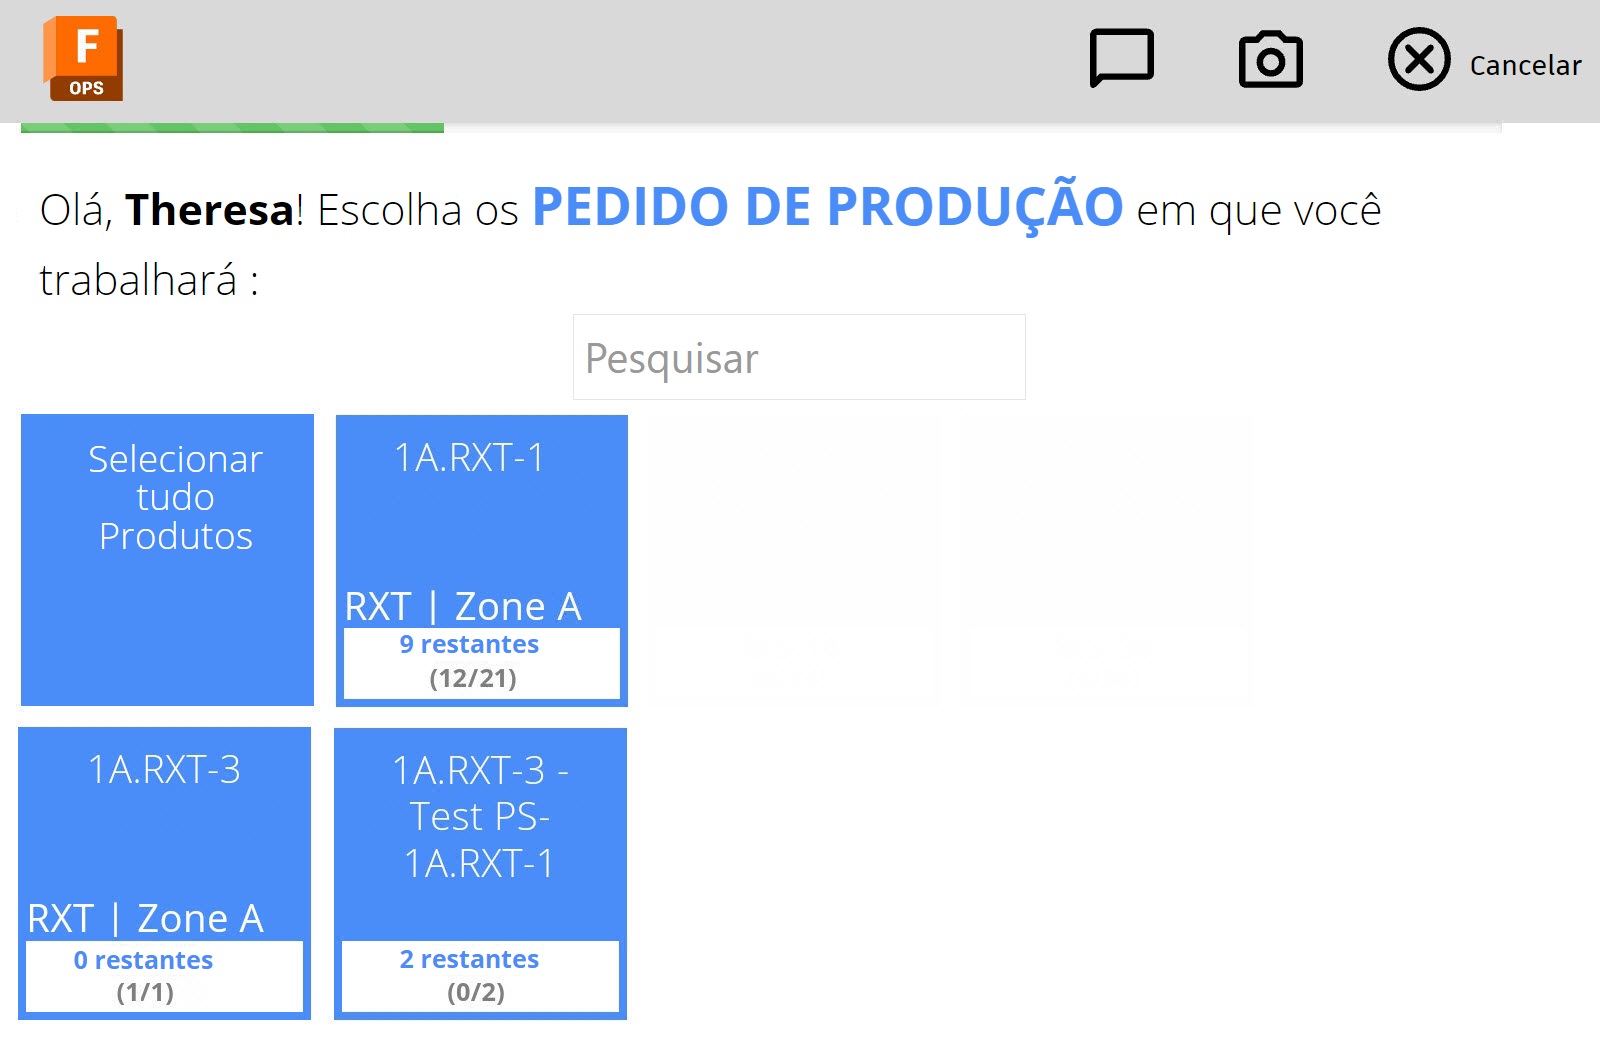 F
OPS
Cancelar
Olá, Theresa! Escolha os PEDIDO DE PRODUÇÃO em que você
trabalhará :
Pesquisar
Selecionar
tudo
Produtos
1A.RXT-1
RXT | Zone A
9 restantes
(12/21)
1A.RXT-3
RXT | Zone A
0 restantes
(1/1)
1A.RXT-3 -
Test PS-
1A.RXT-1
2 restantes
(0/2)